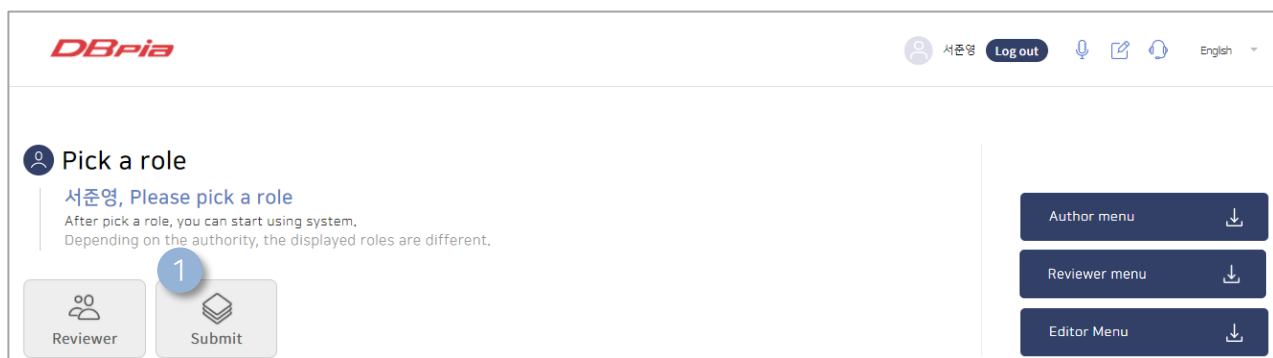 DBpia
서준영 Log out English
Pick a role
서준영, Please pick a role
After pick a role, you can start using system.
Depending on the authority, the displayed roles are different.
1
Reviewer
Submit
Author menu
Reviewer menu
Editor Menu